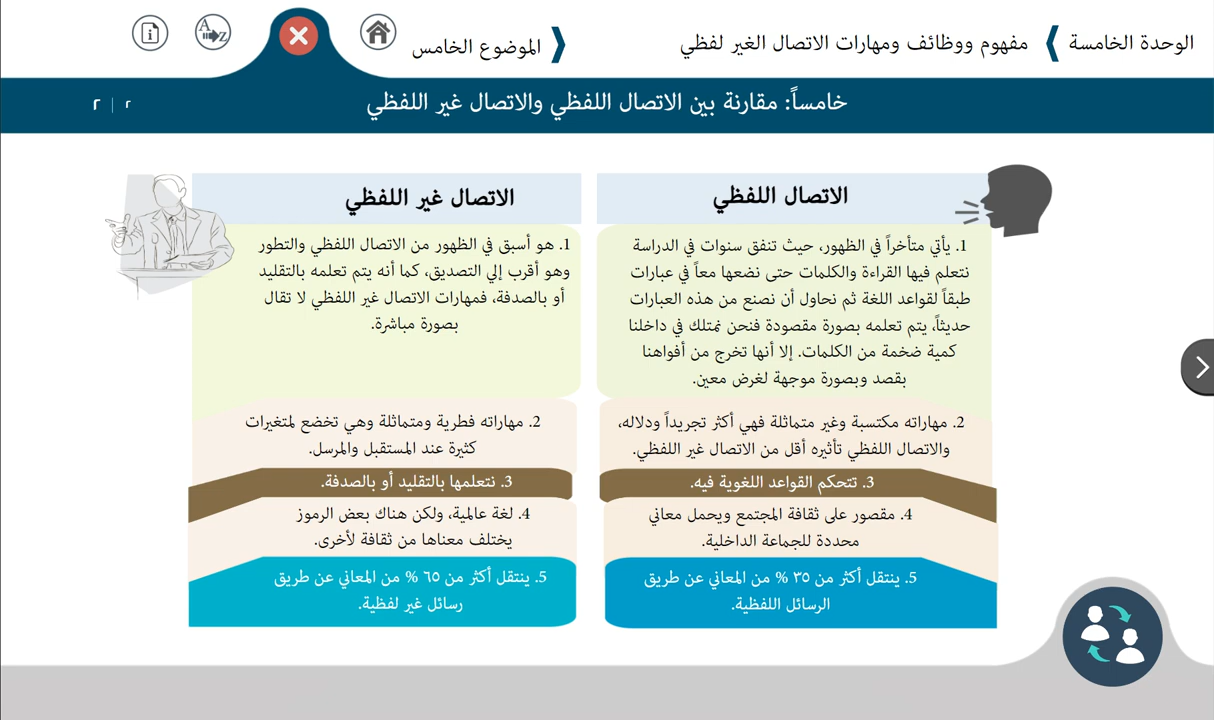 الوحدة الخامسة
مفهوم ووظائف ومهارات الاتصال الغير لفظي
الموضوع الخامس
A
Z
i
خامساً: مقارنة بين الاتصال اللفظي والاتصال غير اللفظي
٢ | ٢
الاتصال اللفظي
1. يأتي متأخراً في الظهور، حيث تنفق سنوات في الدراسة
نتعلم فيها القراءة والكلمات حتى نضعها معاً في عبارات
طبقاً لقواعد اللغة ثم نحاول أن نصنع من هذه العبارات
حديثاً، يتم تعلمه بصورة مقصودة فنحن نمتلك في داخلنا
كمية ضخمة من الكلمات. إلا أنها تخرج من أفواهنا
بقصد وبصورة موجهة لغرض معين.
2. مهاراته مكتسبة وغير متماثلة فهي أكثر تجريداً ودلاله،
والاتصال اللفظي تأثيره أقل من الاتصال غير اللفظي.
3. تتحكم القواعد اللغوية فيه.
4. مقصور على ثقافة المجتمع ويحمل معاني
محددة للجماعة الداخلية.
5. ينتقل أكثر من ٣٥ % من المعاني عن طريق
الرسائل اللفظية.
الاتصال غير اللفظي
1. هو أسبق في الظهور من الاتصال اللفظي والتطور
وهو أقرب إلي التصديق، كما أنه يتم تعلمه بالتقليد
أو بالصدفة، فمهارات الاتصال غير اللفظي لا تقال
بصورة مباشرة.
2. مهاراته فطرية ومتماثلة وهي تخضع لمتغيرات
كثيرة عند المستقبل والمرسل.
3. نتعلمها بالتقليد أو بالصدفة.
4. لغة عالمية، ولكن هناك بعض الرموز
يختلف معناها من ثقافة لأخرى.
5. ينتقل أكثر من ٦٥ % من المعاني عن طريق
رسائل غير لفظية.